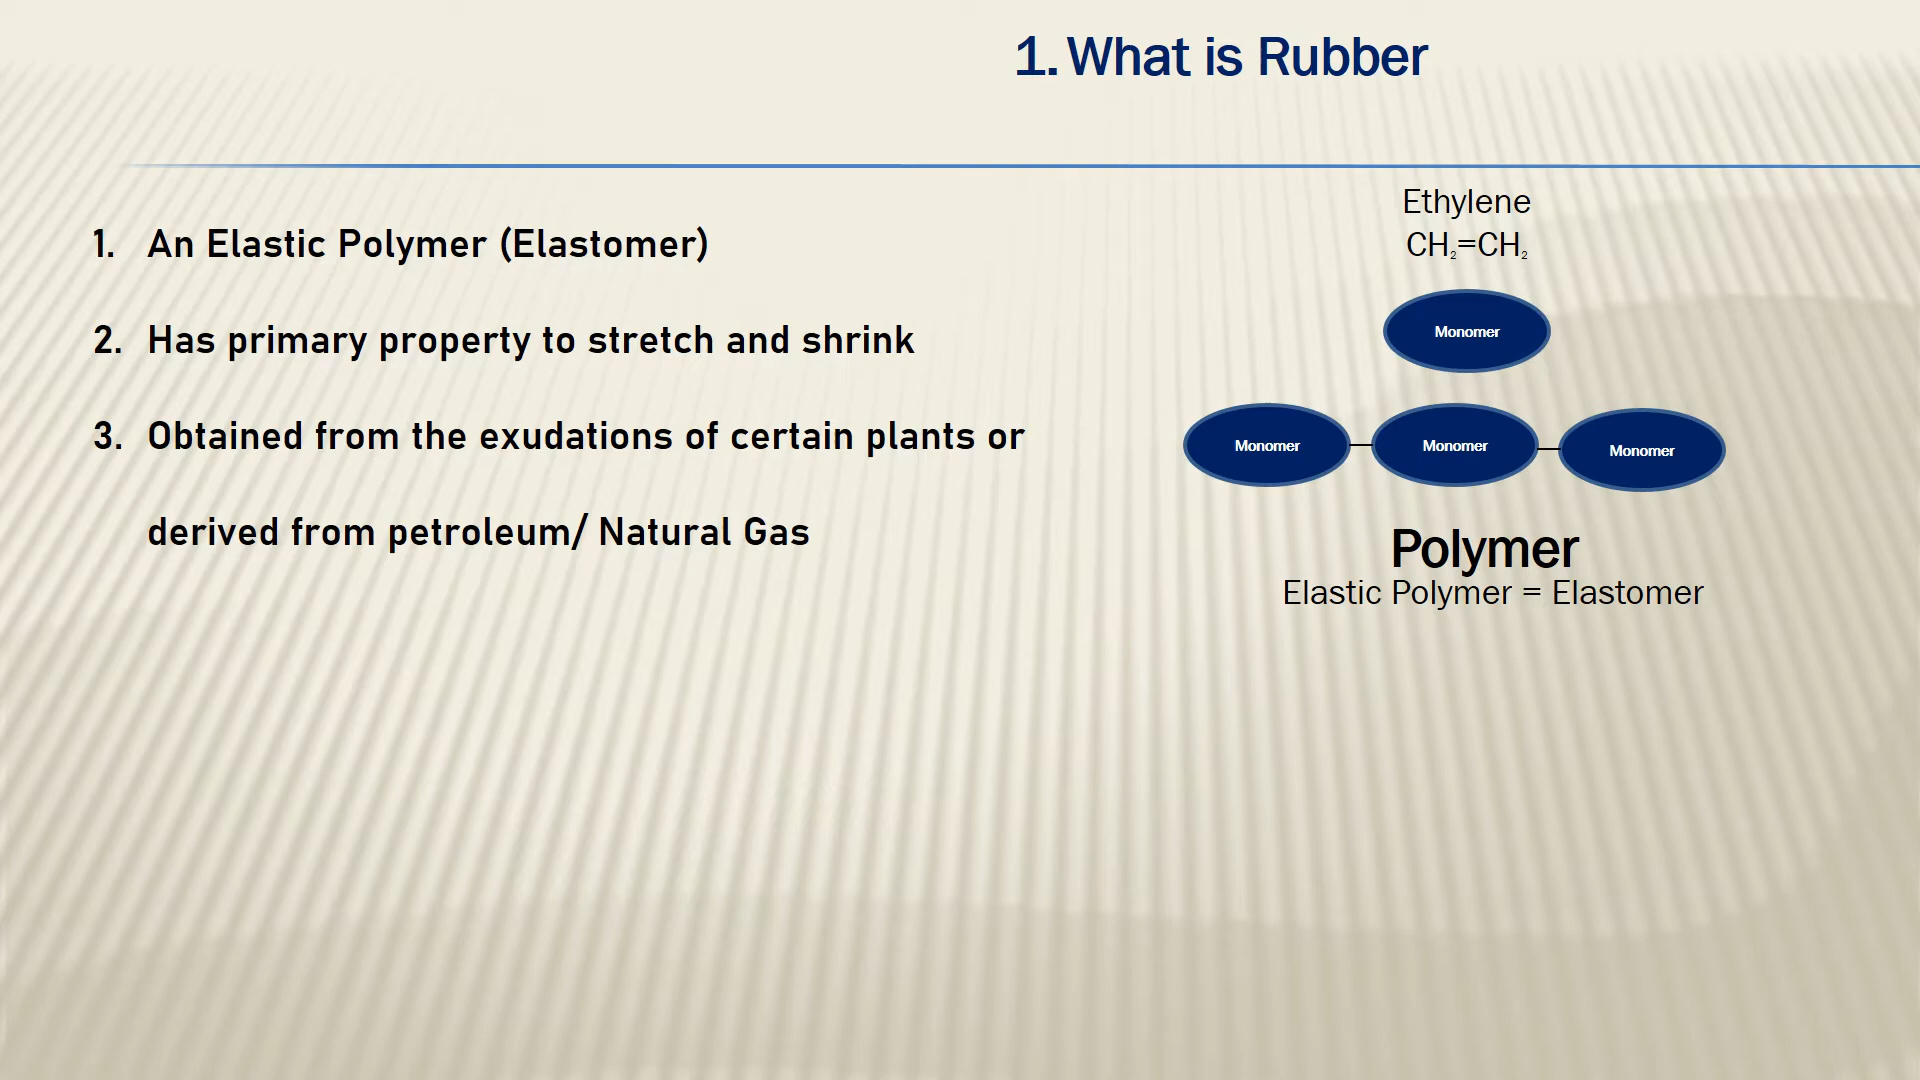 1. What is Rubber
1. An Elastic Polymer (Elastomer)
2. Has primary property to stretch and shrink
3. Obtained from the exudations of certain plants or
derived from petroleum/ Natural Gas
Ethylene
CH₂=CH₂
Monomer
Monomer Monomer Monomer
Polymer
Elastic Polymer = Elastomer